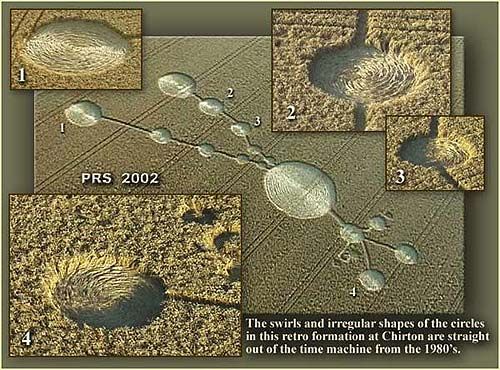 1
2
3
4
1
2
3
4
PRS 2002
The swirls and irregular shapes of the circles
in this retro formation at Chirton are straight
out of the time machine from the 1980's.